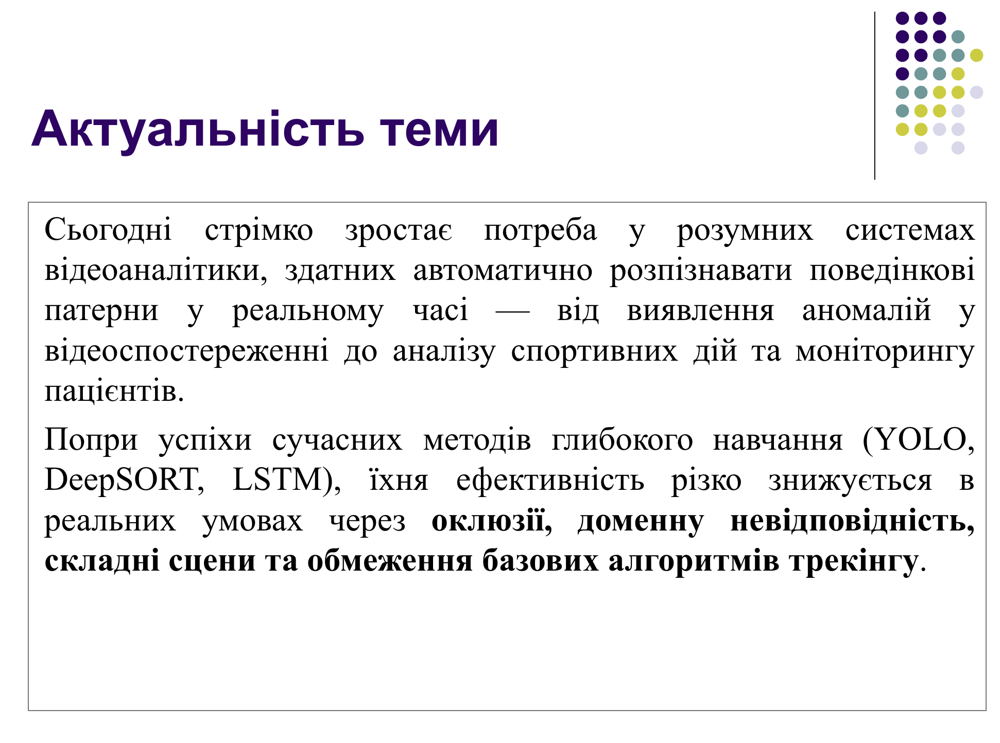 Актуальність теми
Сьогодні стрімко зростає потреба у розумних системах
відеоаналітики, здатних автоматично розпізнавати поведінкові
патерни у реальному часі — від виявлення аномалій у
відеоспостереженні до аналізу спортивних дій та моніторингу
пацієнтів.
Попри успіхи сучасних методів глибокого навчання (YOLO,
DeepSORT, LSTM), їхня ефективність різко знижується в
реальних умовах через оклюзії, доменну невідповідність,
складні сцени та обмеження базових алгоритмів трекінгу.